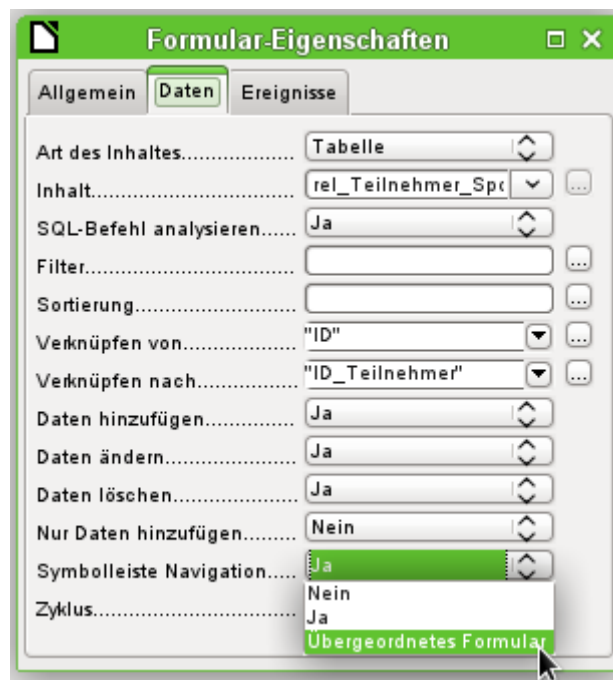 Formular-Eigenschaften
Allgemein Daten Ereignisse
Art des Inhaltes.................... Tabelle
Inhalt................................... rel_Teilnehmer_Spo ...
SQL-Befehl analysieren...... Ja
Filter................................... ...
Sortierung............................ ...
Verknüpfen von.................... "ID" ...
Verknüpfen nach................. "ID_Teilnehmer" ...
Daten hinzufügen................ Ja
Daten ändern...................... Ja
Daten löschen..................... Ja
Nur Daten hinzufügen......... Nein
Symbolleiste Navigation..... Ja
Zyklus.................................
Nein
Ja
Übergeordnetes Formular